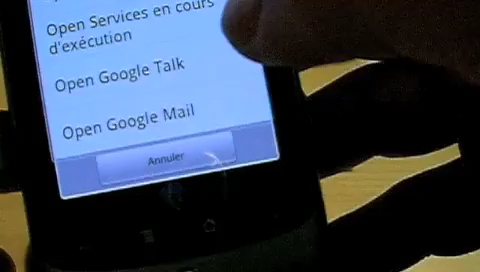 Open Services en cours
d'exécution
Open Google Talk
Open Google Mail
Annuler